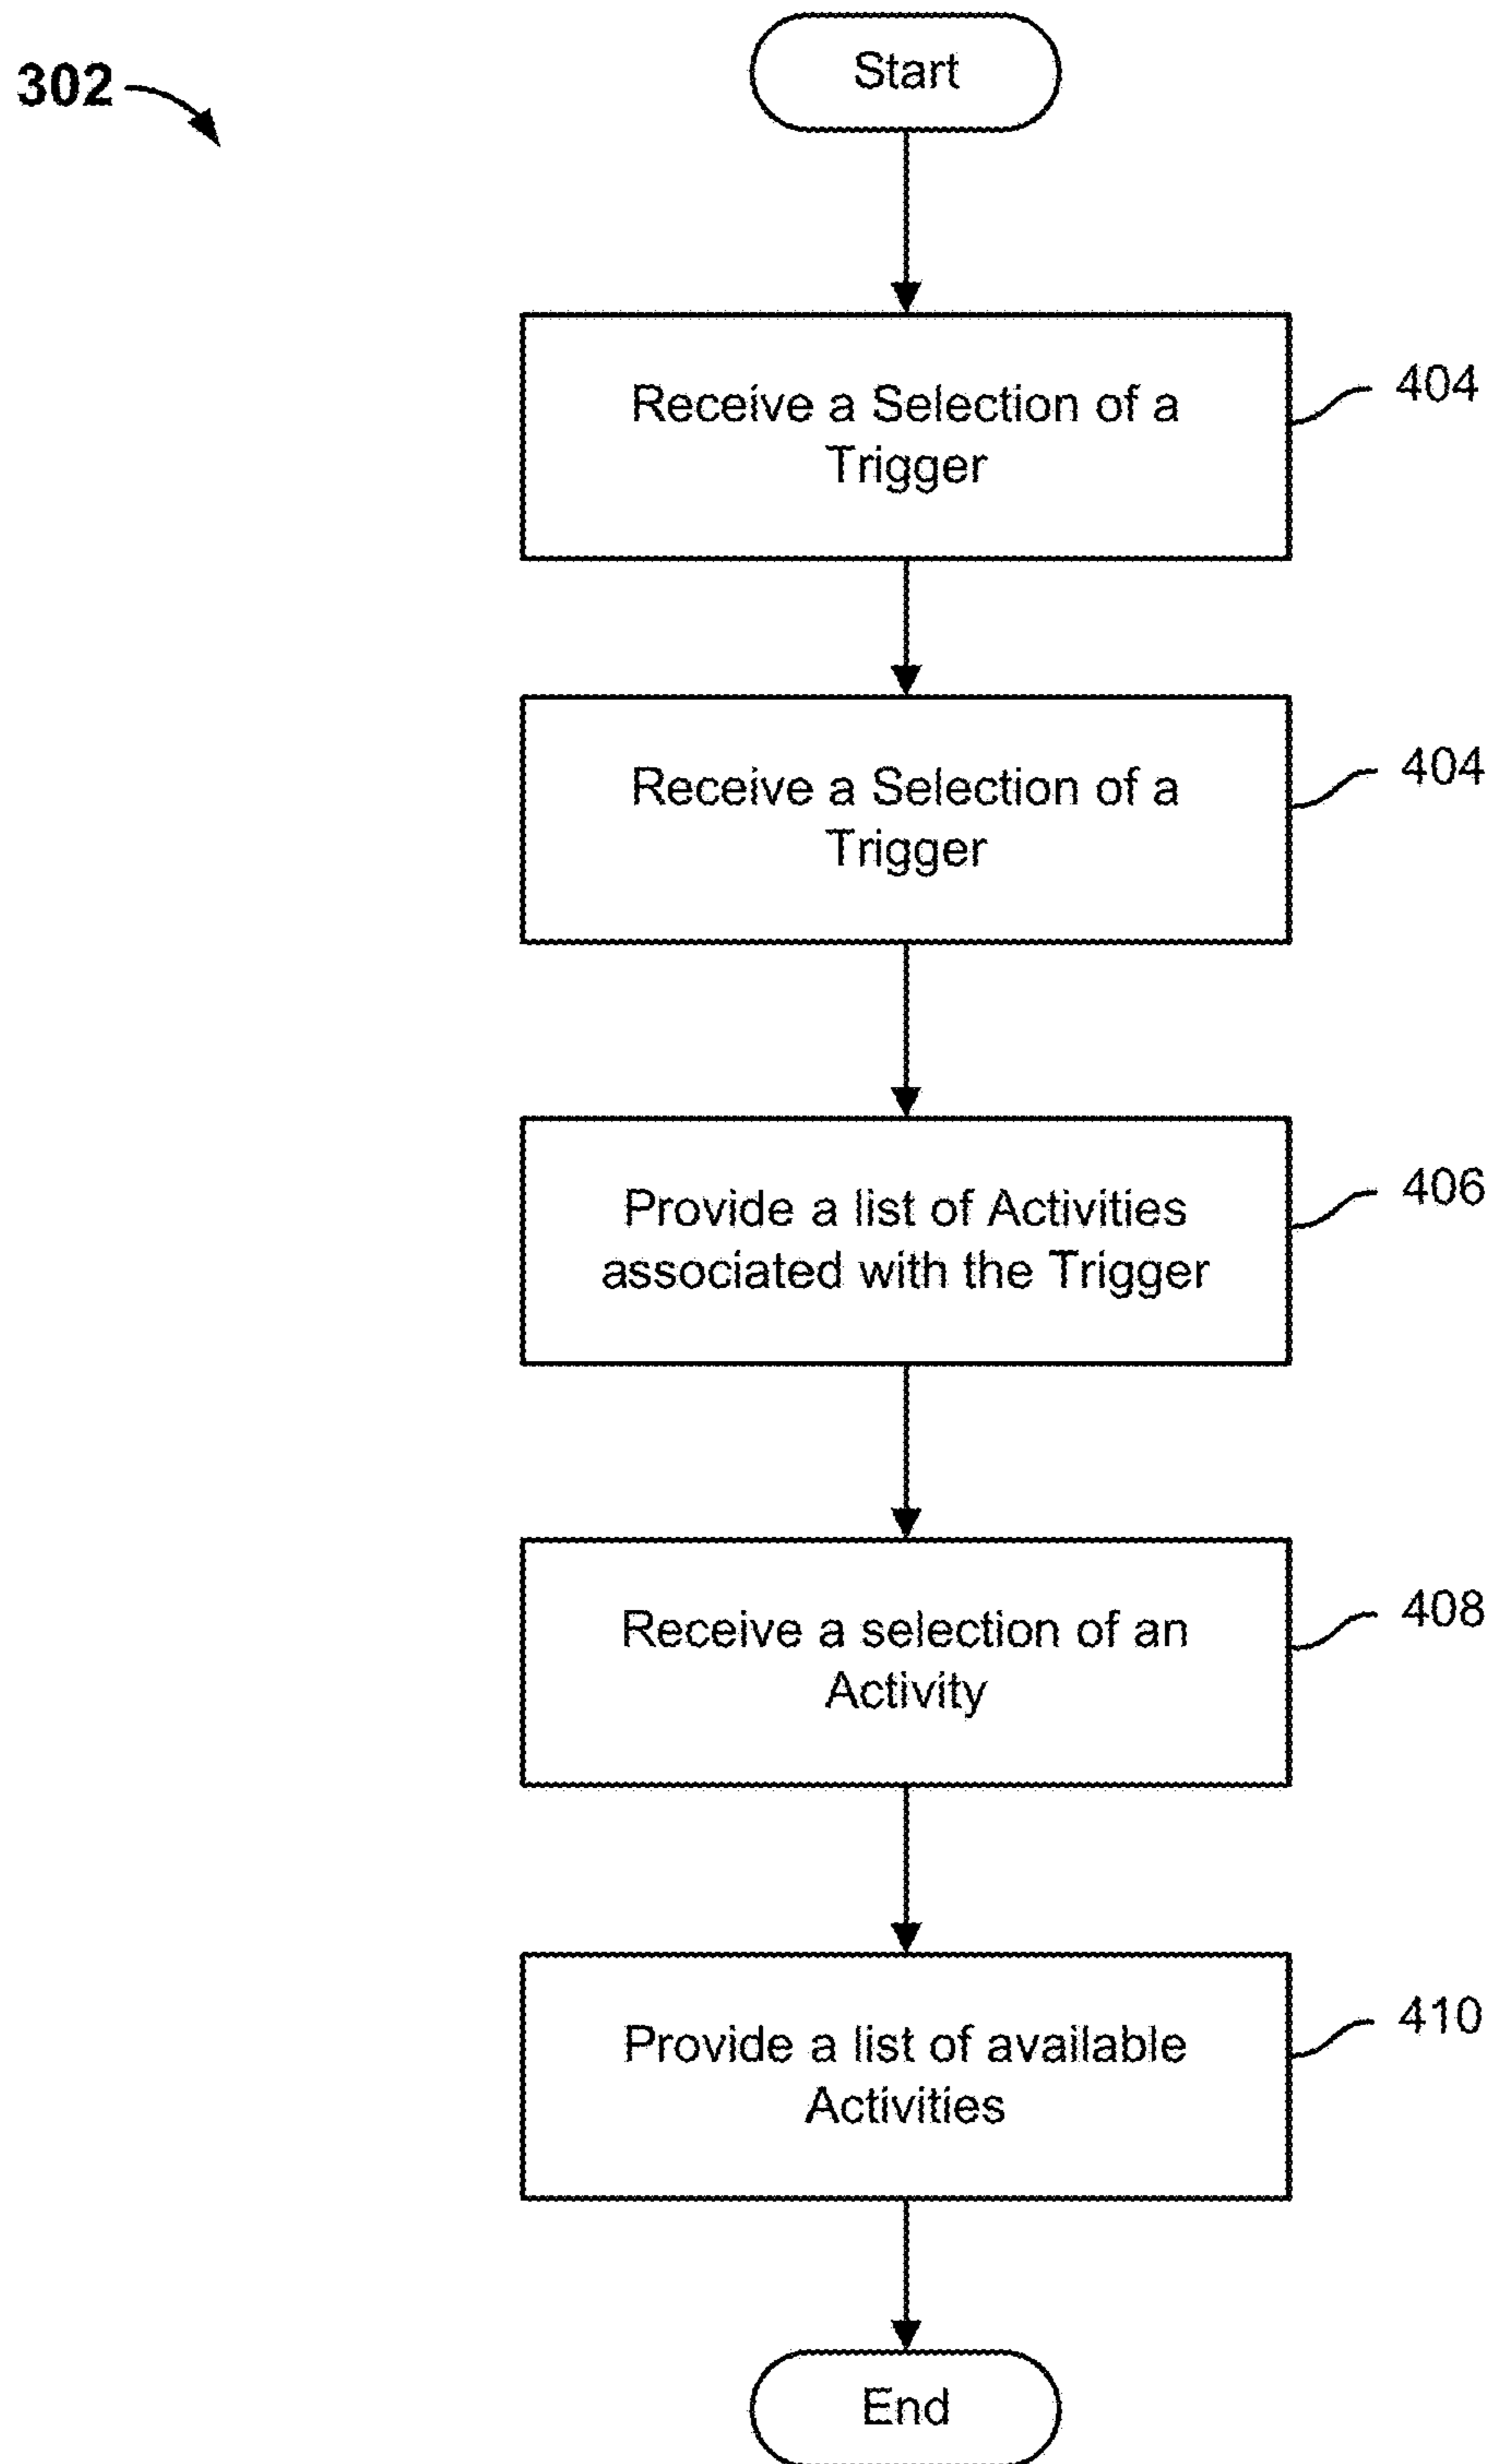 302
Start
Receive a Selection of a
Trigger
404
Receive a Selection of a
Trigger
404
Provide a list of Activities
associated with the Trigger
406
Receive a selection of an
Activity
408
Provide a list of available
Activities
410
End